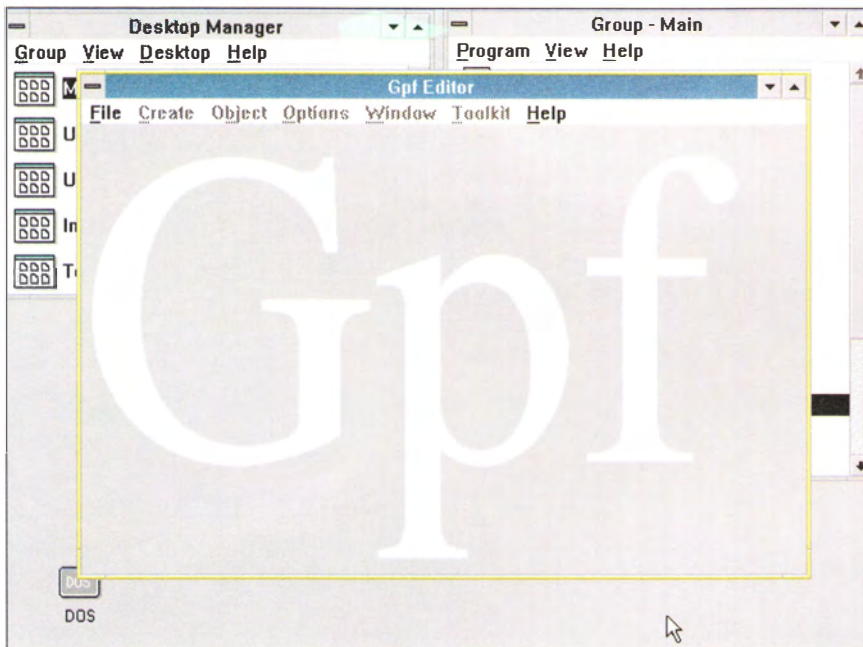 Desktop Manager
Group View Desktop Help
Group - Main
Program View Help
M
U
U
In
Gpf Editor
File Create Object Options Window Toolkit Help
Gpf
DOS
DOS